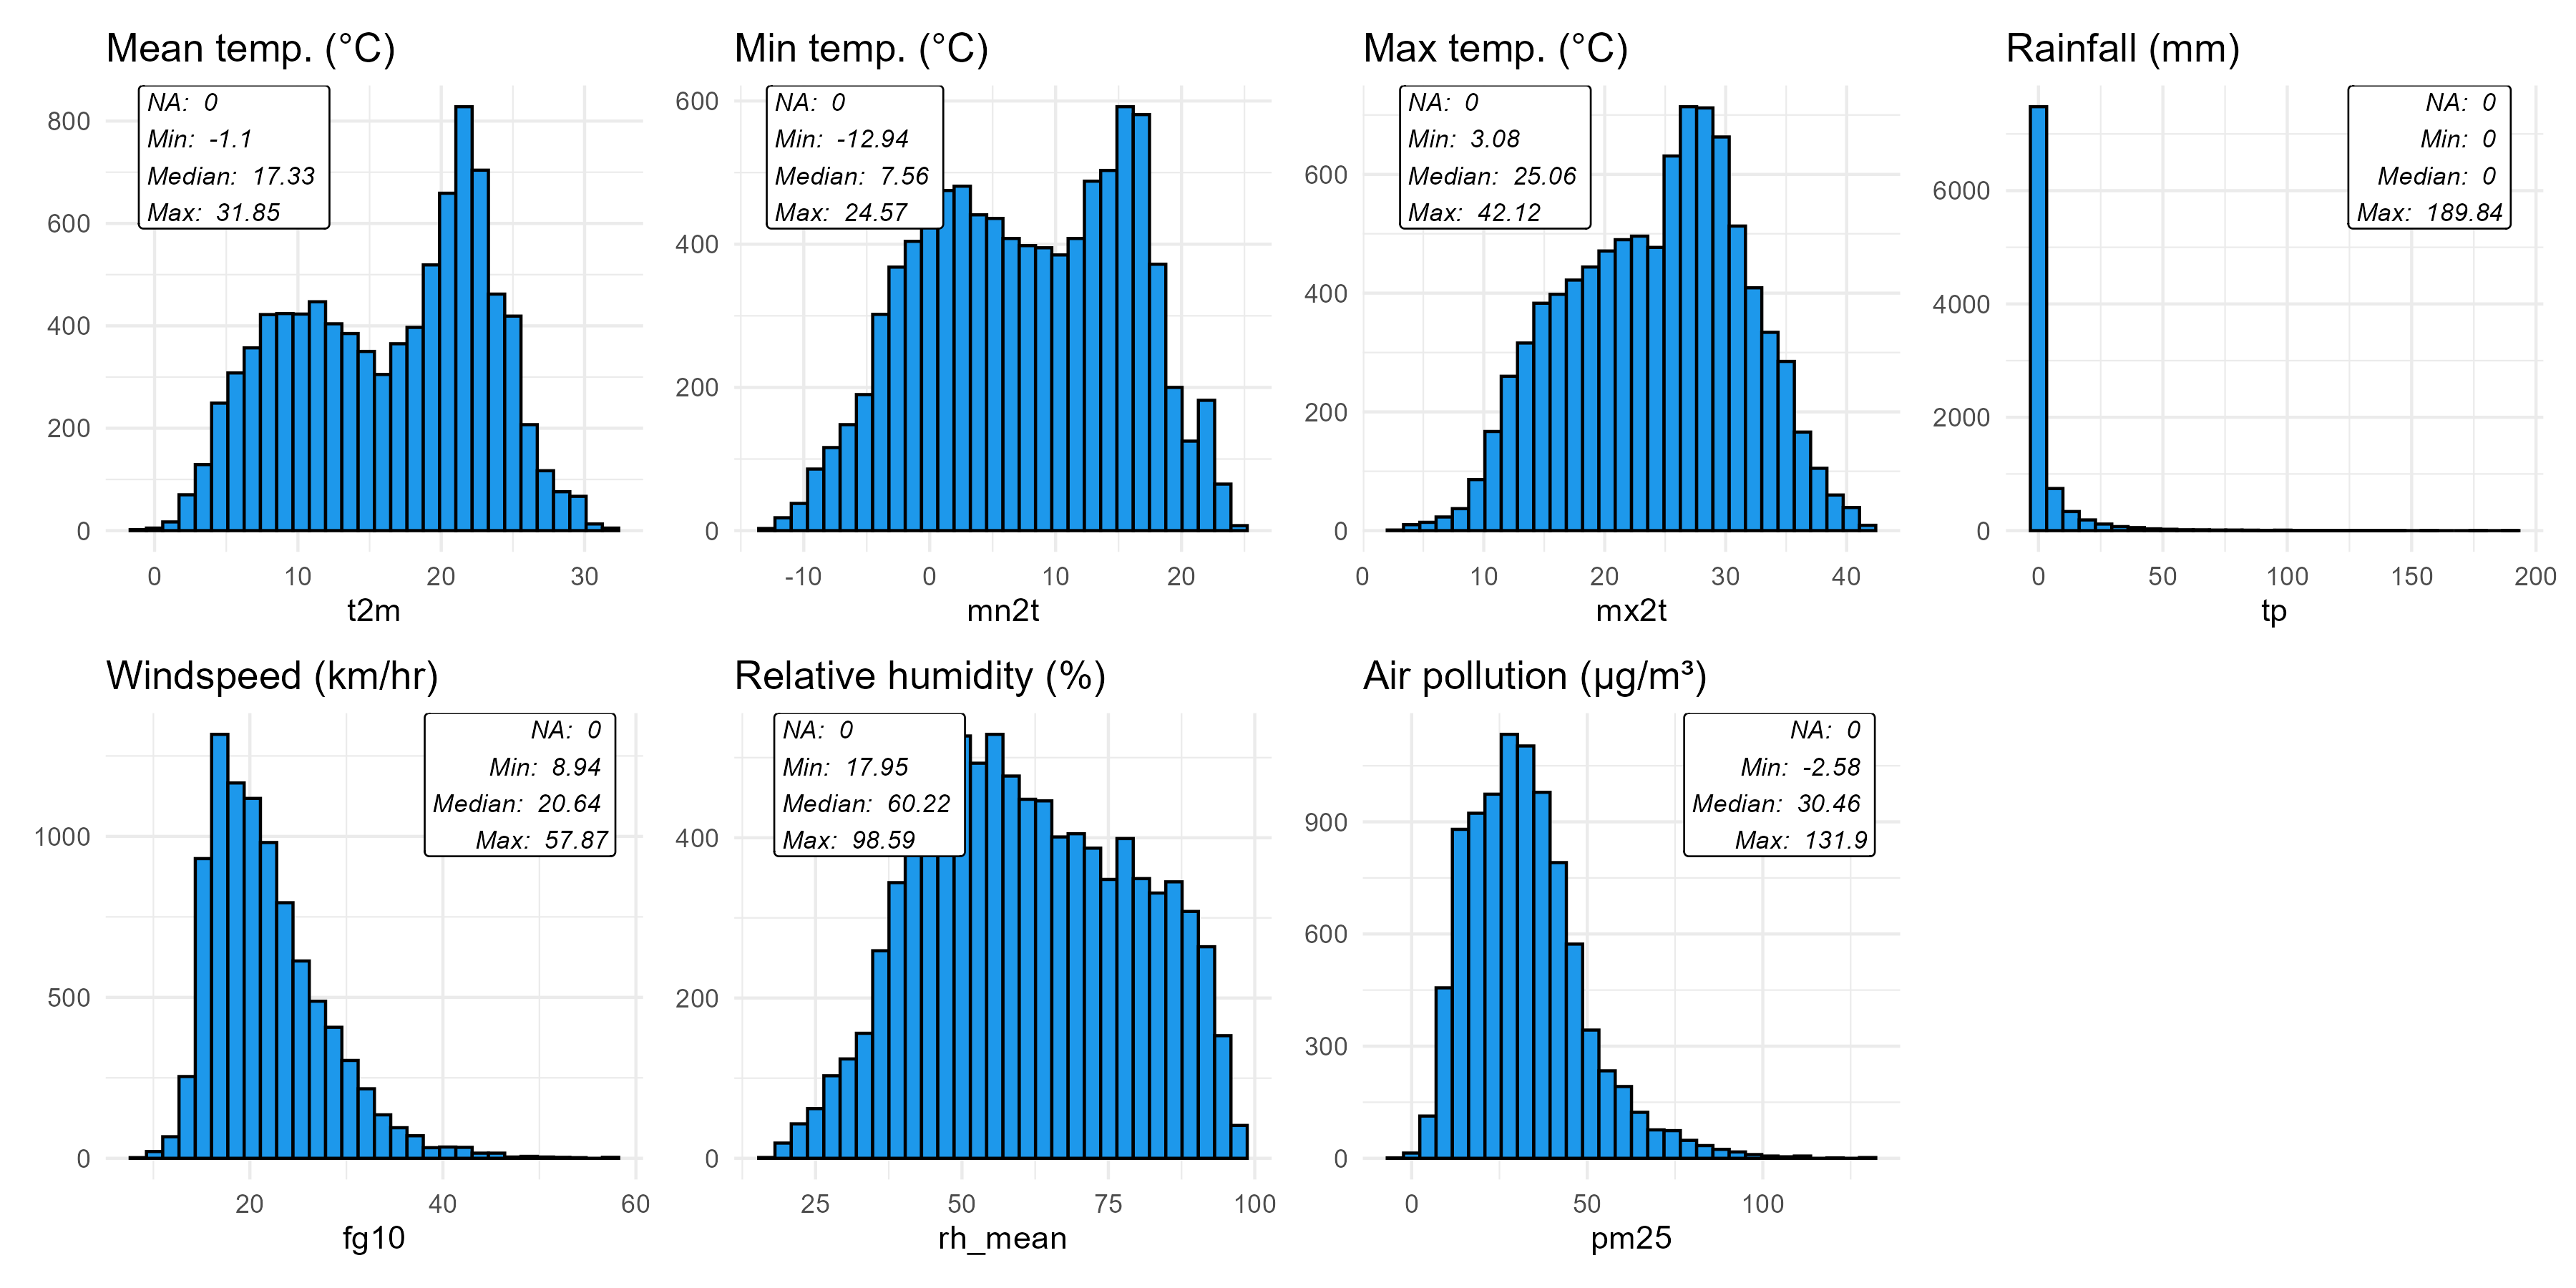 Mean temp. (°C)
NA: 0
Min: -1.1
Median: 17.33
Max: 31.85
800
600
400
200
0
0 10 20 30
t2m
Min temp. (°C)
NA: 0
Min: -12.94
Median: 7.56
Max: 24.57
600
400
200
0
-10 0 10 20
mn2t
Max temp. (°C)
NA: 0
Min: 3.08
Median: 25.06
Max: 42.12
600
400
200
0
0 10 20 30 40
mx2t
Rainfall (mm)
NA: 0
Min: 0
Median: 0
Max: 189.84
6000
4000
2000
0
0 50 100 150 200
tp
Windspeed (km/hr)
NA: 0
Min: 8.94
Median: 20.64
Max: 57.87
1000
500
0
20 40 60
fg10
Relative humidity (%)
NA: 0
Min: 17.95
Median: 60.22
Max: 98.59
400
200
0
25 50 75 100
rh_mean
Air pollution (µg/m³)
NA: 0
Min: -2.58
Median: 30.46
Max: 131.9
900
600
300
0
0 50 100
pm25